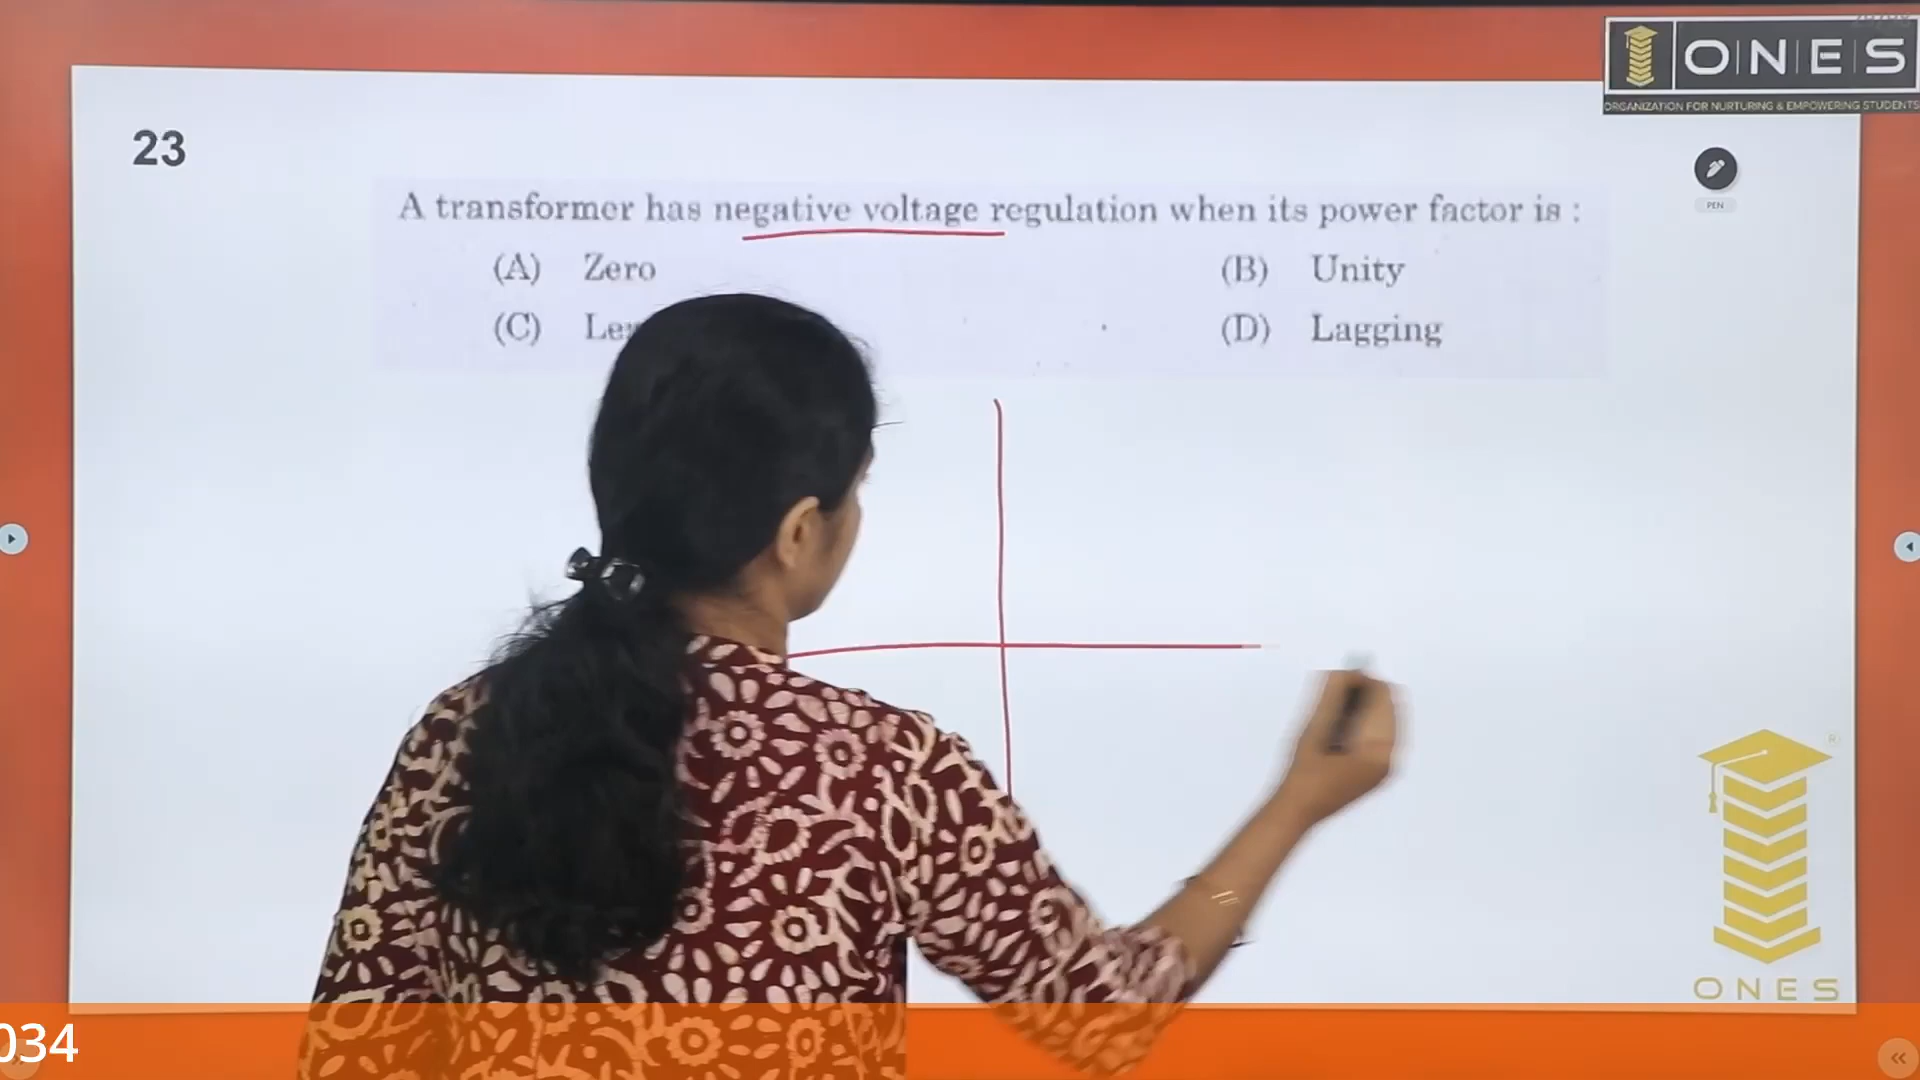 O|N|E|S
ORGANIZATION FOR NURTURING & EMPOWERING STUDENTS
23
PEN
A transformer has negative voltage regulation when its power factor is :
(A) Zero
(B) Unity
(C)
(D) Lagging
ONES
034